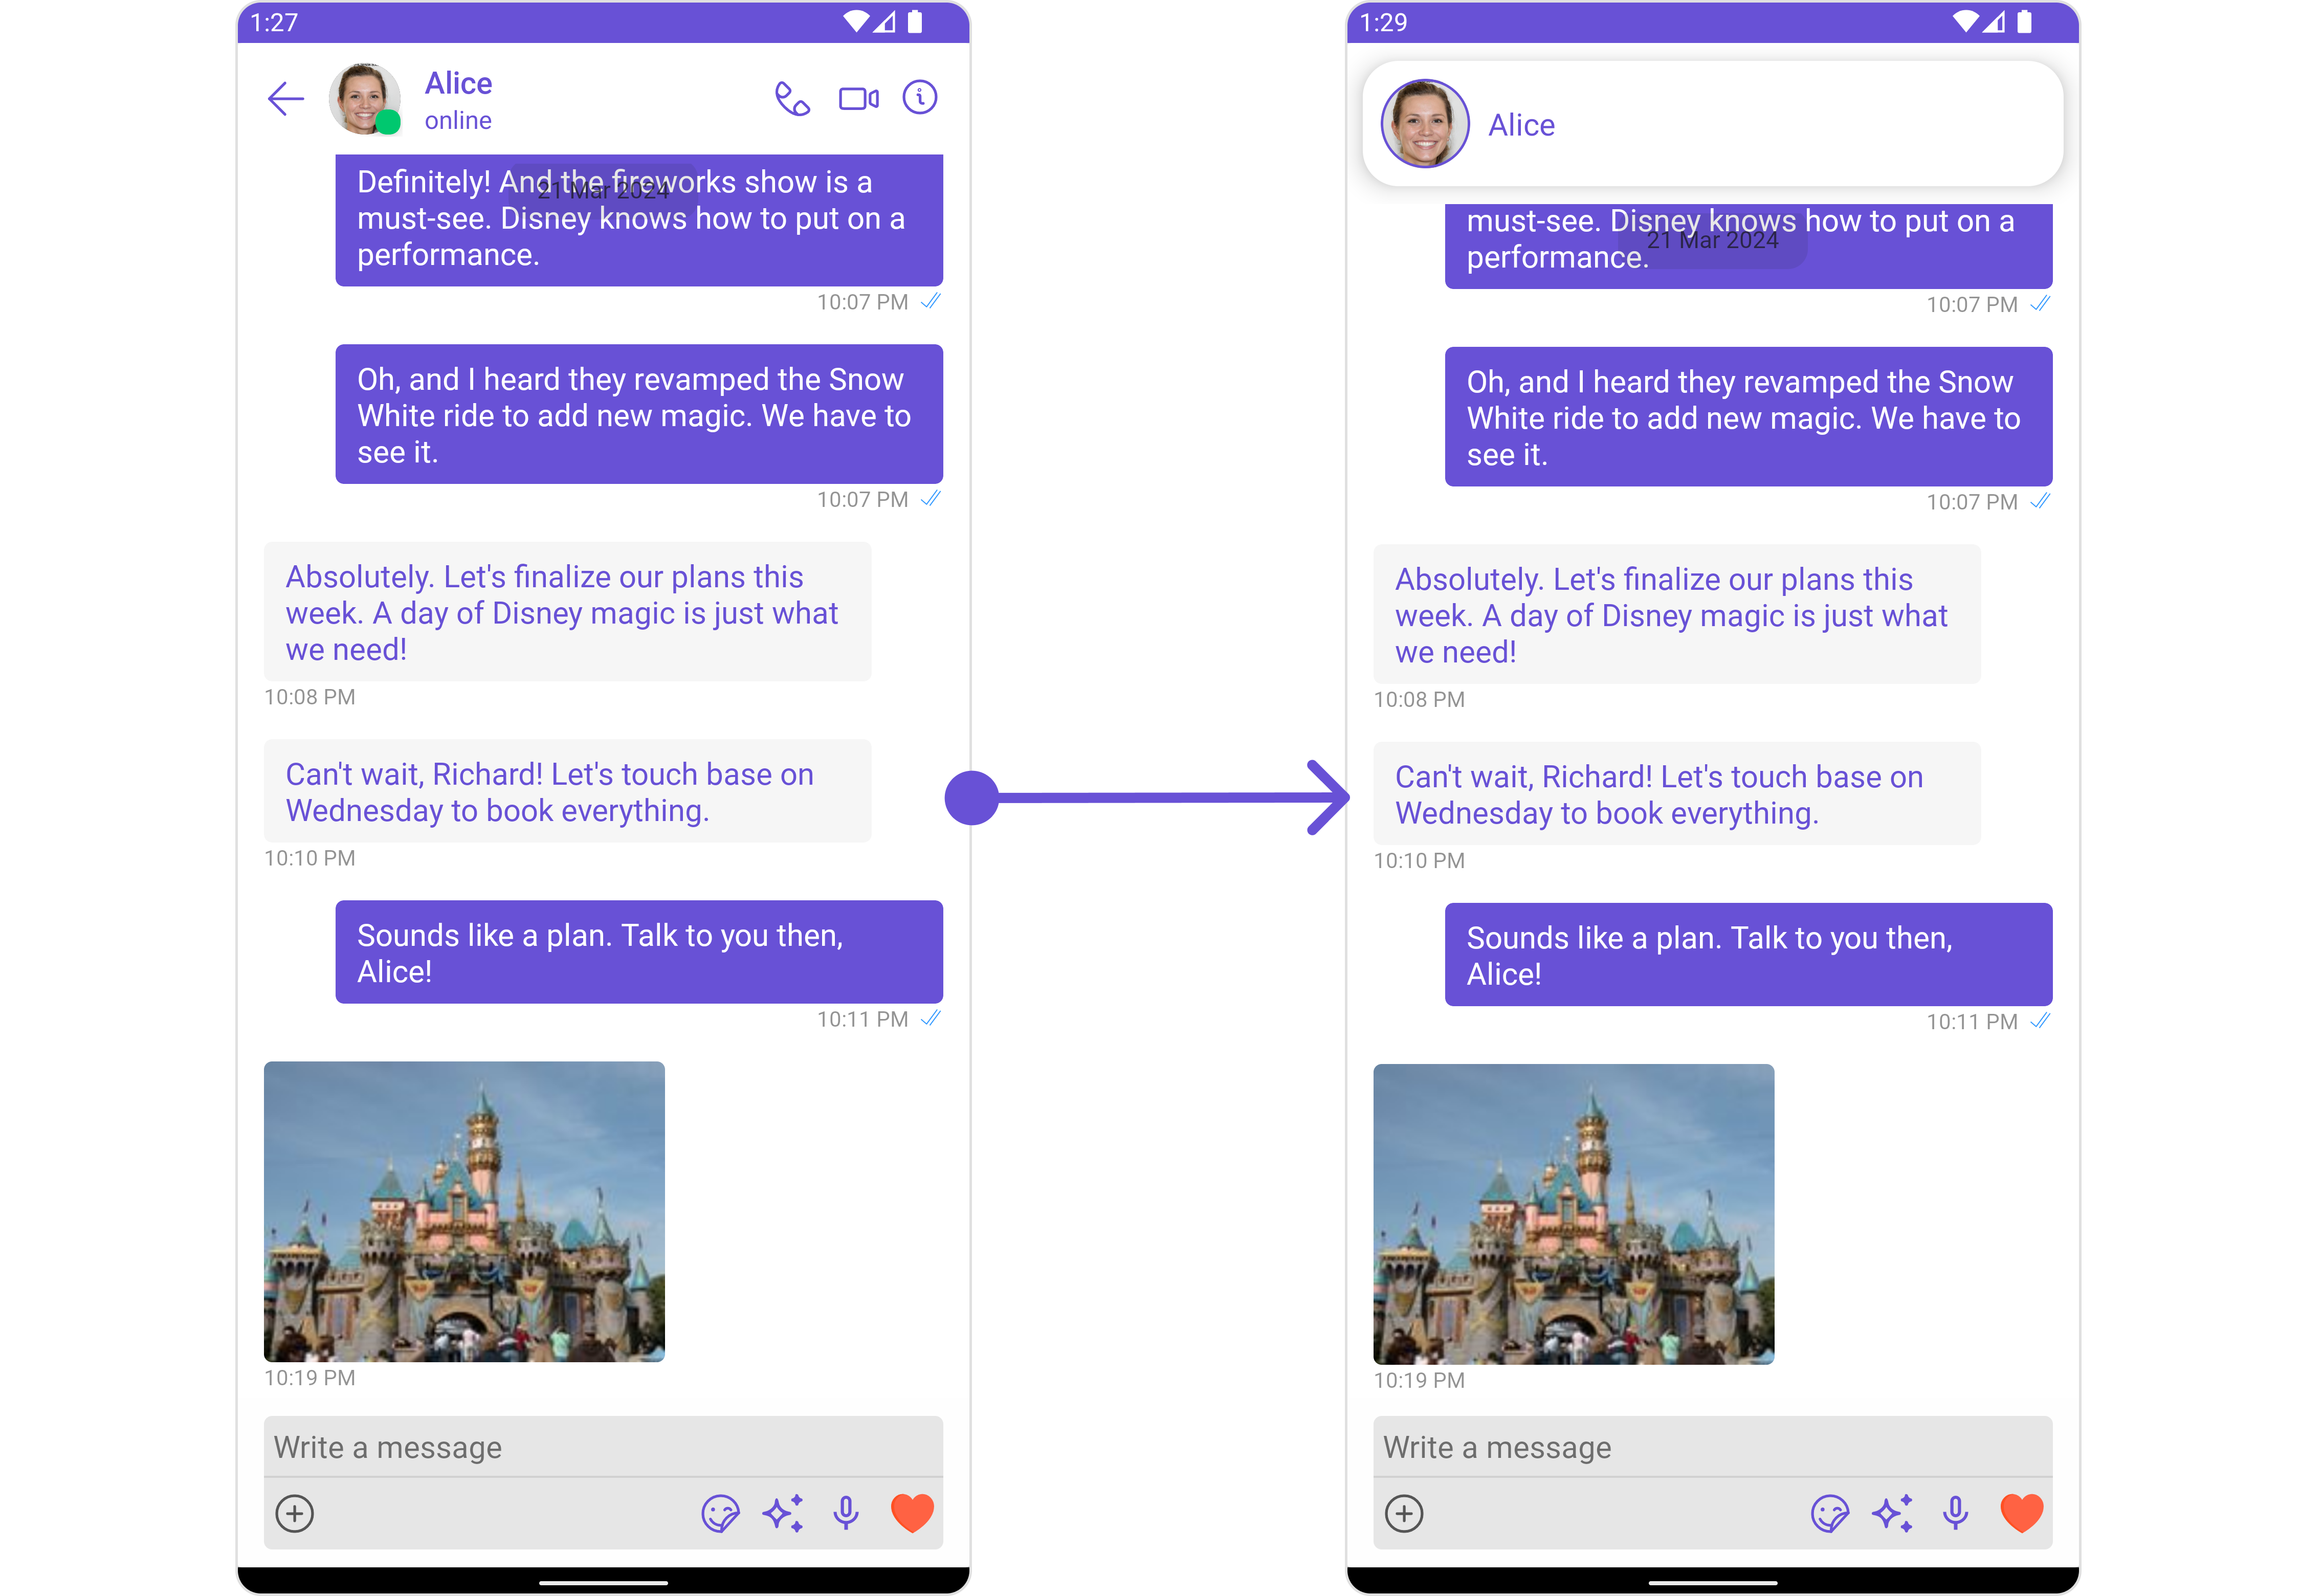 1:27
Alice
online
Definitely! And the fireworks show is a
21 Mar 2024
must-see. Disney knows how to put on a
performance.
10:07 PM
Oh, and I heard they revamped the Snow
White ride to add new magic. We have to
see it.
10:07 PM
Absolutely. Let's finalize our plans this
week. A day of Disney magic is just what
we need!
10:08 PM
Can't wait, Richard! Let's touch base on
Wednesday to book everything.
10:10 PM
Sounds like a plan. Talk to you then,
Alice!
10:11 PM
10:19 PM
Write a message
1:29
Alice
must-see. Disney knows how to put on a
21 Mar 2024
performance.
10:07 PM
Oh, and I heard they revamped the Snow
White ride to add new magic. We have to
see it.
10:07 PM
Absolutely. Let's finalize our plans this
week. A day of Disney magic is just what
we need!
10:08 PM
Can't wait, Richard! Let's touch base on
Wednesday to book everything.
10:10 PM
Sounds like a plan. Talk to you then,
Alice!
10:11 PM
10:19 PM
Write a message